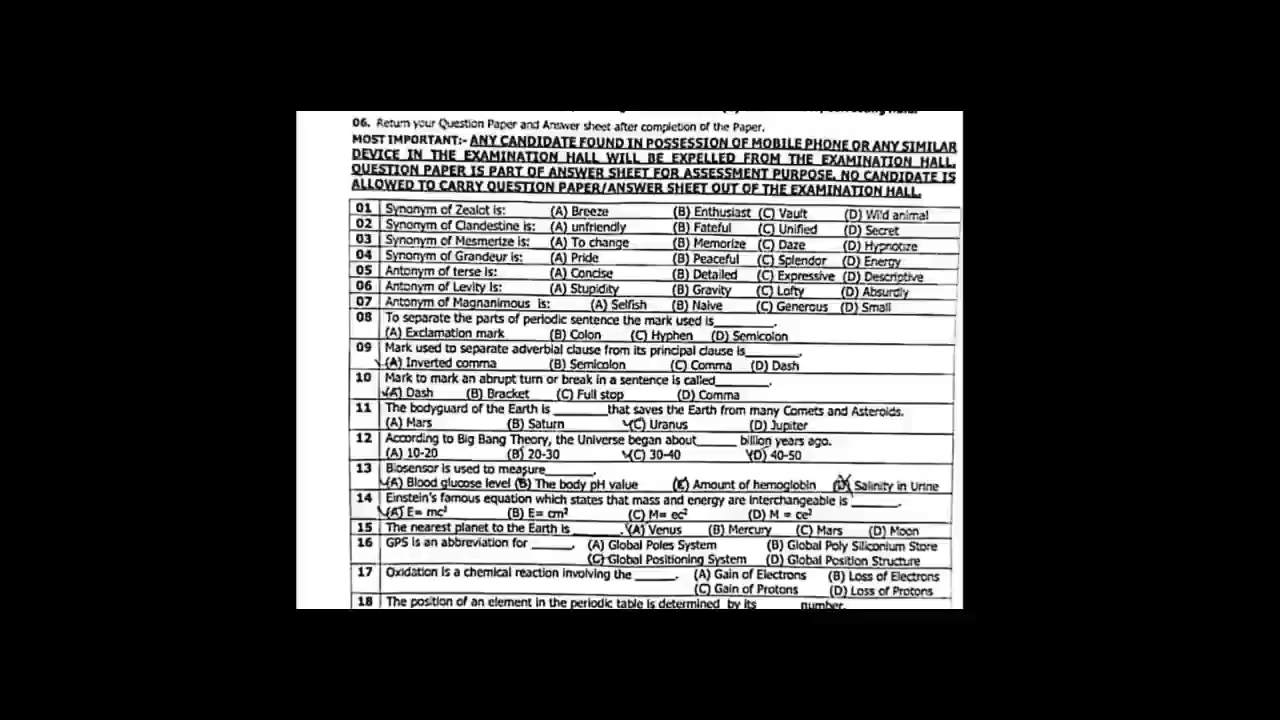 06. Return your Question Paper and Answer sheet after completion of the Paper.
MOST IMPORTANT:- ANY CANDIDATE FOUND IN POSSESSION OF MOBILE PHONE OR ANY SIMILAR
DEVICE IN THE EXAMINATION HALL WILL BE EXPELLED FROM THE EXAMINATION HALL.
QUESTION PAPER IS PART OF ANSWER SHEET FOR ASSESSMENT PURPOSE. NO CANDIDATE IS
ALLOWED TO CARRY QUESTION PAPER/ANSWER SHEET OUT OF THE EXAMINATION HALL.
01 Synonym of Zealot is: (A) Breeze (B) Enthusiast (C) Vault (D) Wild animal
02 Synonym of Clandestine is: (A) unfriendly (B) Fateful (C) Unified (D) Secret
03 Synonym of Mesmerize is: (A) To change (B) Memorize (C) Daze (D) Hypnotize
04 Synonym of Grandeur is: (A) Pride (B) Peaceful (C) Splendor (D) Energy
05 Antonym of terse is: (A) Concise (B) Detailed (C) Expressive (D) Descriptive
06 Antonym of Levity is: (A) Stupidity (B) Gravity (C) Lofty (D) Absurdly
07 Antonym of Magnanimous is: (A) Selfish (B) Naive (C) Generous (D) Small
08 To separate the parts of periodic sentence the mark used is________.
(A) Exclamation mark (B) Colon (C) Hyphen (D) Semicolon
09 Mark used to separate adverbial clause from its principal clause is_______.
(A) Inverted comma (B) Semicolon (C) Comma (D) Dash
10 Mark to mark an abrupt turn or break in a sentence is called_______.
(A) Dash (B) Bracket (C) Full stop (D) Comma
11 The bodyguard of the Earth is _______that saves the Earth from many Comets and Asteroids.
(A) Mars (B) Saturn (C) Uranus (D) Jupiter
12 According to Big Bang Theory, the Universe began about_____ billion years ago.
(A) 10-20 (B) 20-30 (C) 30-40 (D) 40-50
13 Biosensor is used to measure______.
(A) Blood glucose level (B) The body pH value (C) Amount of hemoglobin (D) Salinity in Urine
14 Einstein's famous equation which states that mass and energy are interchangeable is ______.
(A) E= mc² (B) E= cm² (C) M= ec² (D) M = ce²
15 The nearest planet to the Earth is ______. (A) Venus (B) Mercury (C) Mars (D) Moon
16 GPS is an abbreviation for _____. (A) Global Poles System (B) Global Poly Siliconium Store
(C) Global Positioning System (D) Global Position Structure
17 Oxidation is a chemical reaction involving the _____. (A) Gain of Electrons (B) Loss of Electrons
(C) Gain of Protons (D) Loss of Protons
18 The position of an element in the periodic table is determined by its _____ number.